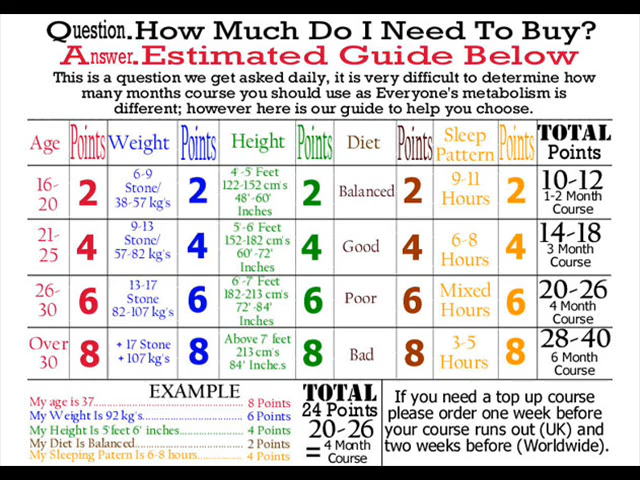 Question.How Much Do I Need To Buy?
Answer.Estimated Guide Below
This is a question we get asked daily, it is very difficult to determine how
many months course you should use as Everyone's metabolism is
different; however here is our guide to help you choose.
Age Points Weight Points Height Points Diet Points Sleep Pattern Points TOTAL Points
16-20 2 6-9 Stone/ 38-57 kg's 2 4'-5' Feet 122-152 cm's 48'-60' Inches 2 Balanced 2 9-11 Hours 2 10-12 1-2 Month Course
21-25 4 9-13 Stone/ 57-82 kg's 4 5'-6 Feet 152-182 cm's 60'-72' Inches 4 Good 4 6-8 Hours 4 14-18 3 Month Course
26-30 6 13-17 Stone 82-107 kg's 6 6'-7 Feet 182-213 cm's 72'-84' Inches 6 Poor 6 Mixed Hours 6 20-26 4 Month Course
Over 30 8 + 17 Stone + 107 kg's 8 Above 7 feet 213 cm's 84' Inche.s 8 Bad 8 3-5 Hours 8 28-40 6 Month Course
EXAMPLE
My age is 37.................................... 8 Points
My Weight Is 92 kg's........................ 6 Points
My Height Is 5'feet 6' inches............... 4 Points
My Diet Is Balanced........................ 2 Points
My Sleeping Pattern Is 6-8 hours......... 4 Points
TOTAL
24 Points
20-26
= 4 Month
Course
If you need a top up course
please order one week before
your course runs out (UK) and
two weeks before (Worldwide).